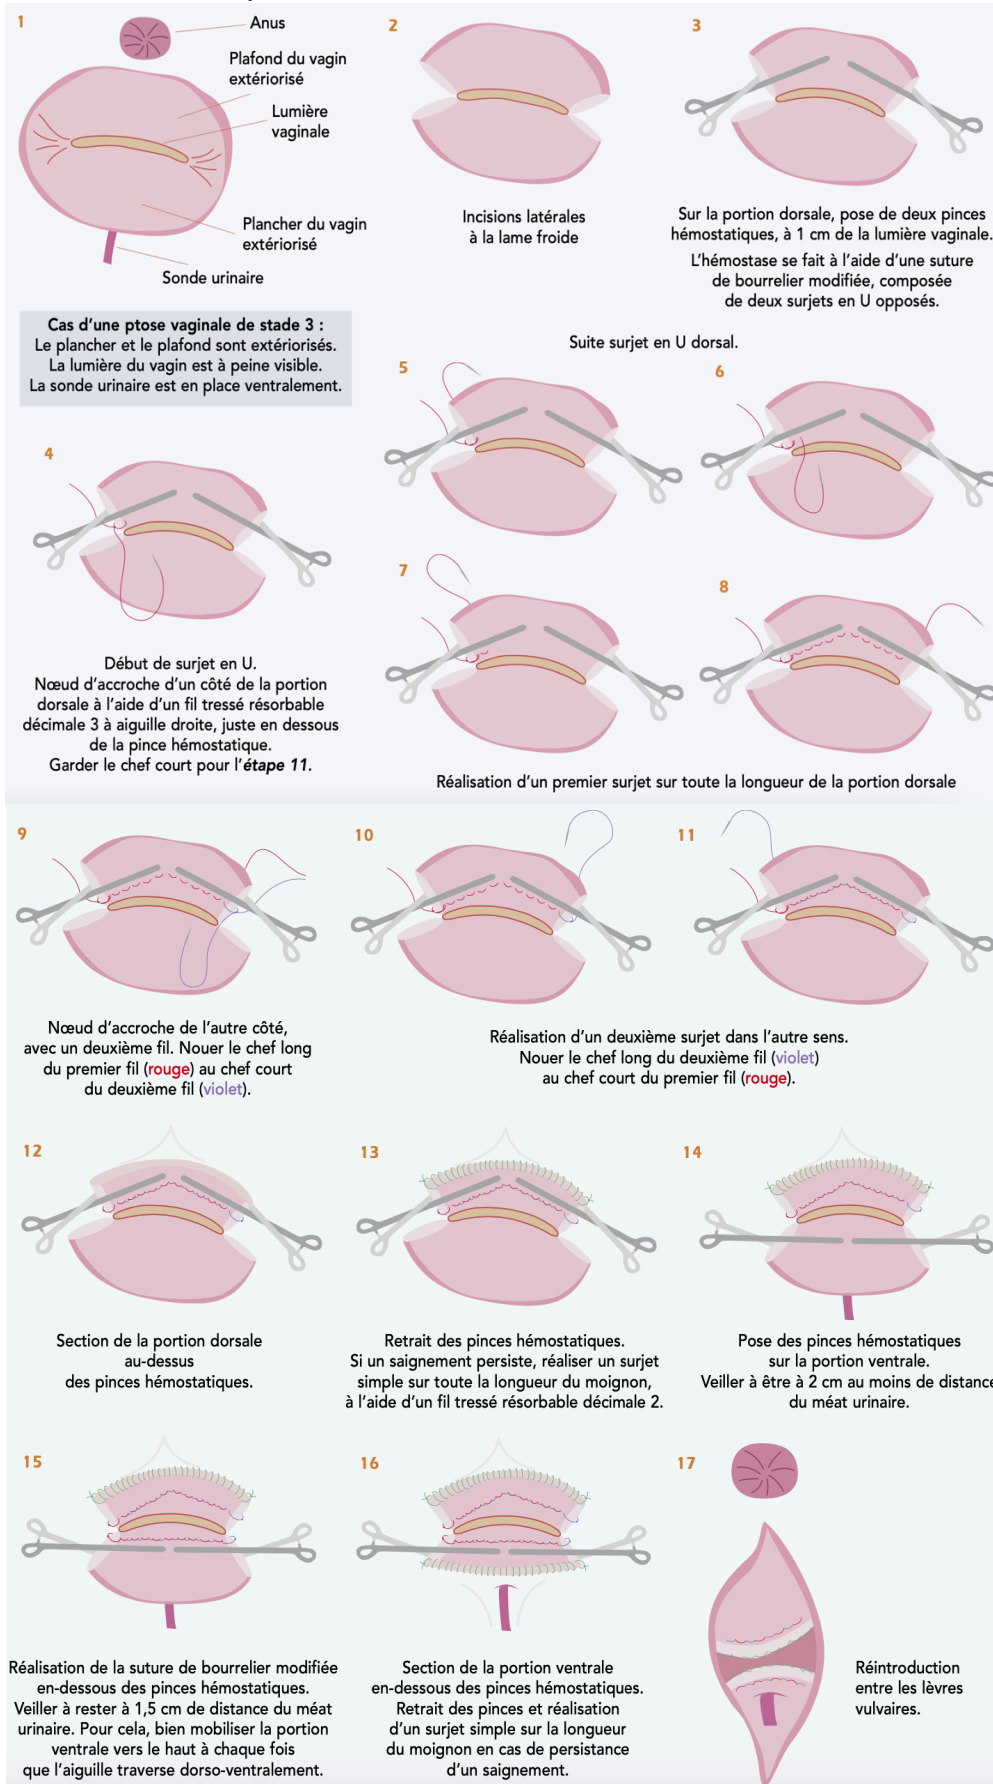 1
Anus
Plafond du vagin
extériorisé
Lumière
vaginale
Plancher du vagin
extériorisé
Sonde urinaire
Cas d'une ptose vaginale de stade 3 :
Le plancher et le plafond sont extériorisés.
La lumière du vagin est à peine visible.
La sonde urinaire est en place ventralement.
2
Incisions latérales
à la lame froide
3
Sur la portion dorsale, pose de deux pinces
hémostatiques, à 1 cm de la lumière vaginale.
L'hémostase se fait à l'aide d'une suture
de bourrelier modifiée, composée
de deux surjets en U opposés.
4
Début de surjet en U.
Nœud d'accroche d'un côté de la portion
dorsale à l'aide d'un fil tressé résorbable
décimale 3 à aiguille droite, juste en dessous
de la pince hémostatique.
Garder le chef court pour l'étape 11.
Suite surjet en U dorsal.
5
6
7
8
Réalisation d'un premier surjet sur toute la longueur de la portion dorsale
9
Nœud d'accroche de l'autre côté,
avec un deuxième fil. Nouer le chef long
du premier fil (rouge) au chef court
du deuxième fil (violet).
10
11
Réalisation d'un deuxième surjet dans l'autre sens.
Nouer le chef long du deuxième fil (violet)
au chef court du premier fil (rouge).
12
Section de la portion dorsale
au-dessus
des pinces hémostatiques.
13
Retrait des pinces hémostatiques.
Si un saignement persiste, réaliser un surjet
simple sur toute la longueur du moignon,
à l'aide d'un fil tressé résorbable décimale 2.
14
Pose des pinces hémostatiques
sur la portion ventrale.
Veiller à être à 2 cm au moins de distance
du méat urinaire.
15
Réalisation de la suture de bourrelier modifiée
en-dessous des pinces hémostatiques.
Veiller à rester à 1,5 cm de distance du méat
urinaire. Pour cela, bien mobiliser la portion
ventrale vers le haut à chaque fois
que l'aiguille traverse dorso-ventralement.
16
Section de la portion ventrale
en-dessous des pinces hémostatiques.
Retrait des pinces et réalisation
d'un surjet simple sur la longueur
du moignon en cas de persistance
d'un saignement.
17
Réintroduction
entre les lèvres
vulvaires.